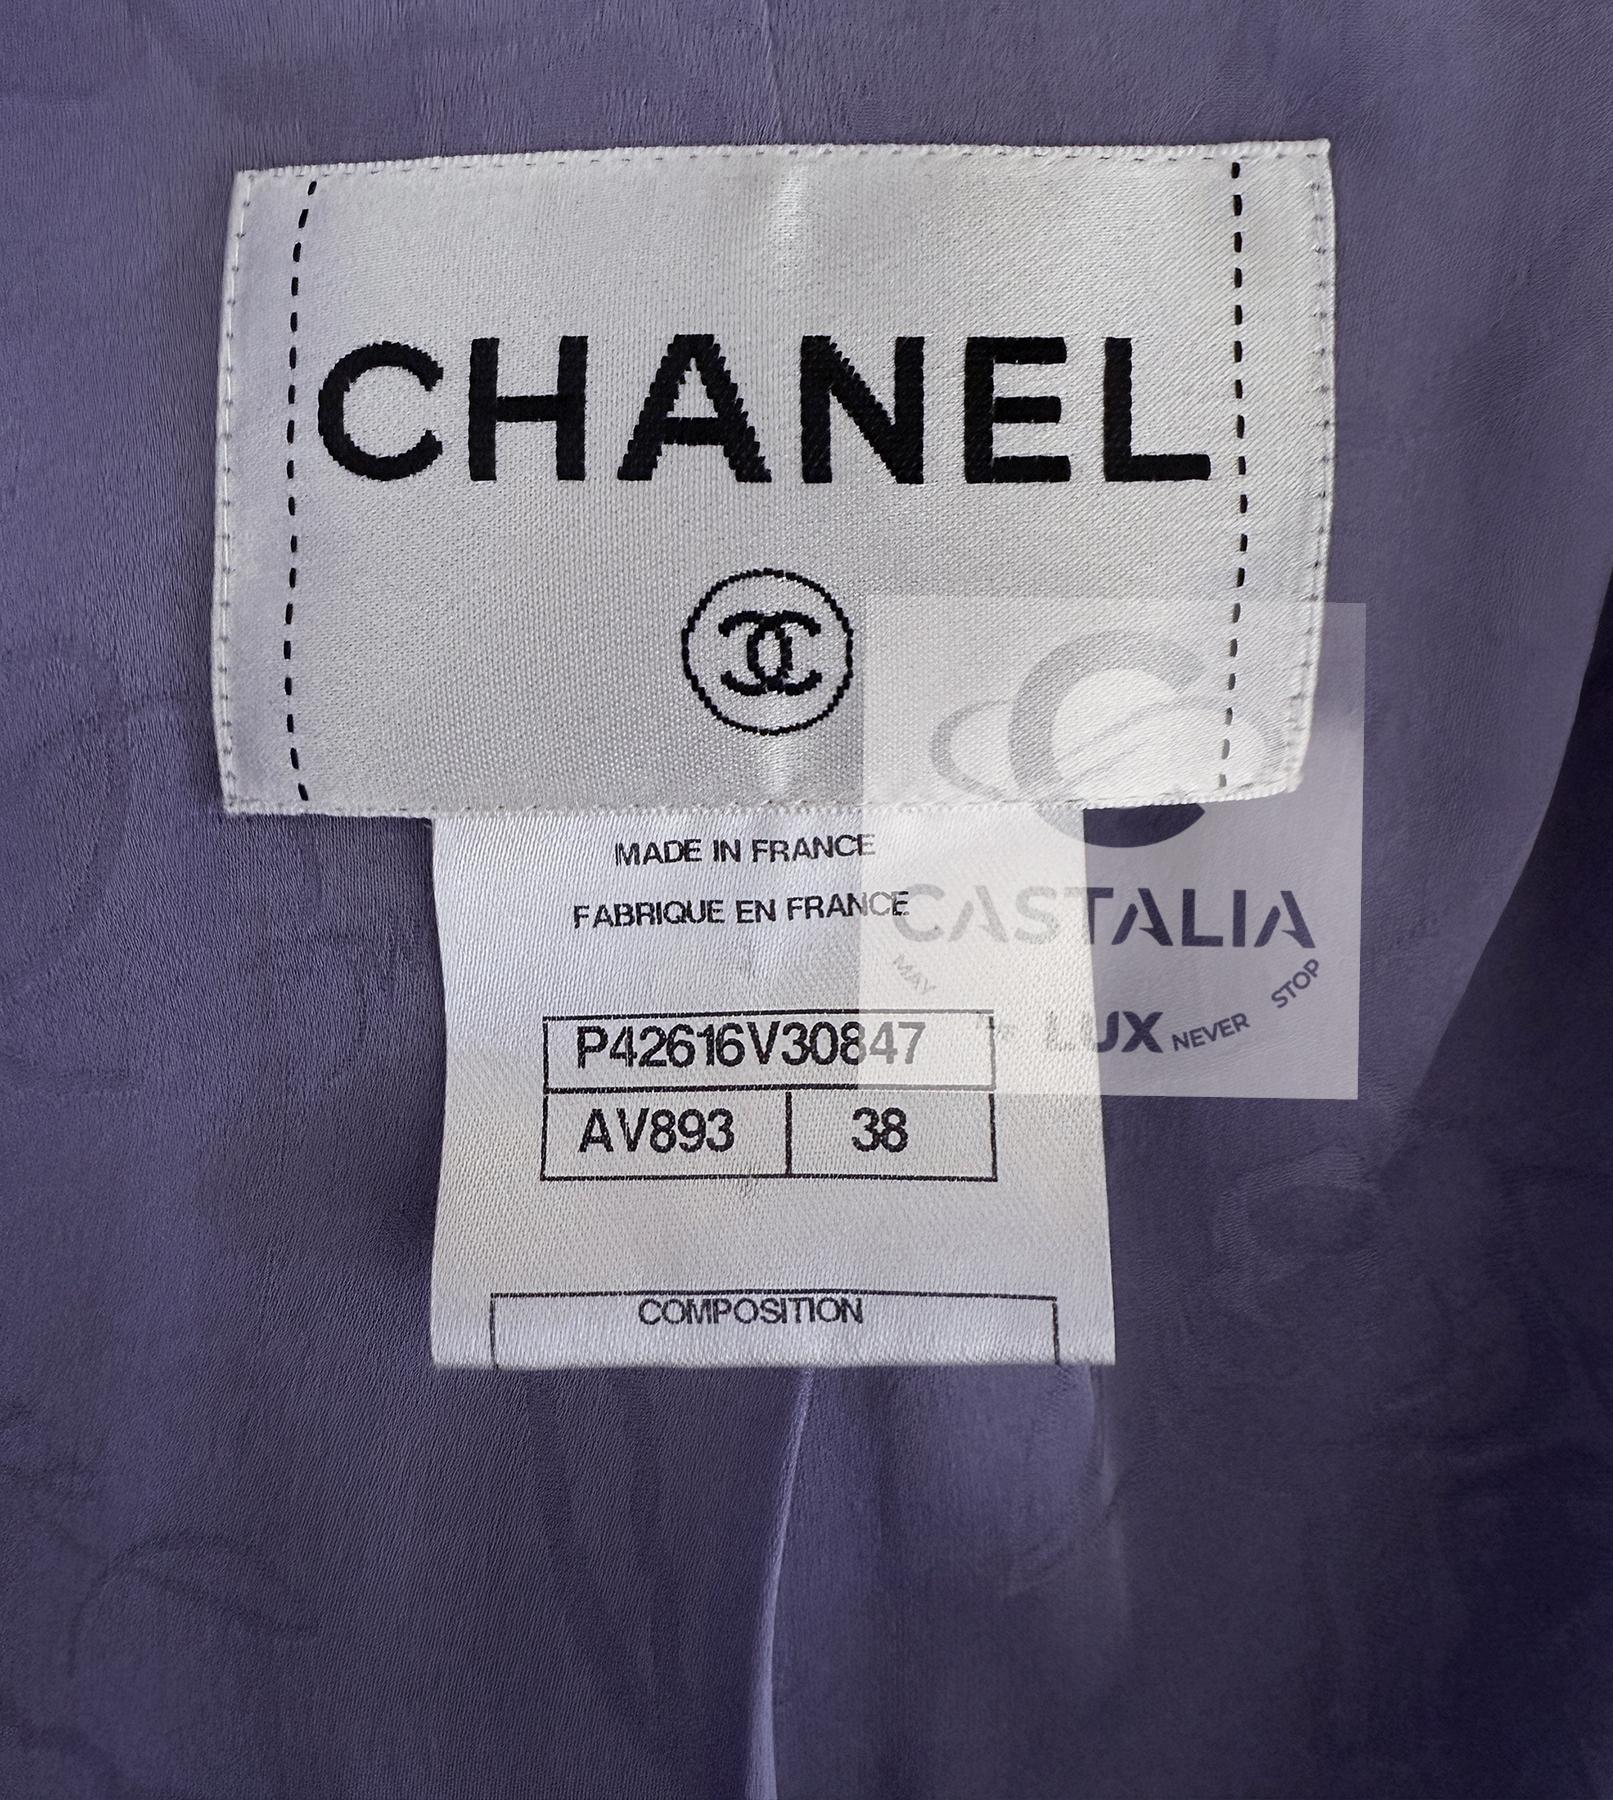 CHANEL
MADE IN FRANCE
FABRIQUE EN FRANCE
CASTALIA
MAY LUX NEVER STOP
P42616V30847
AV893 38
COMPOSITION